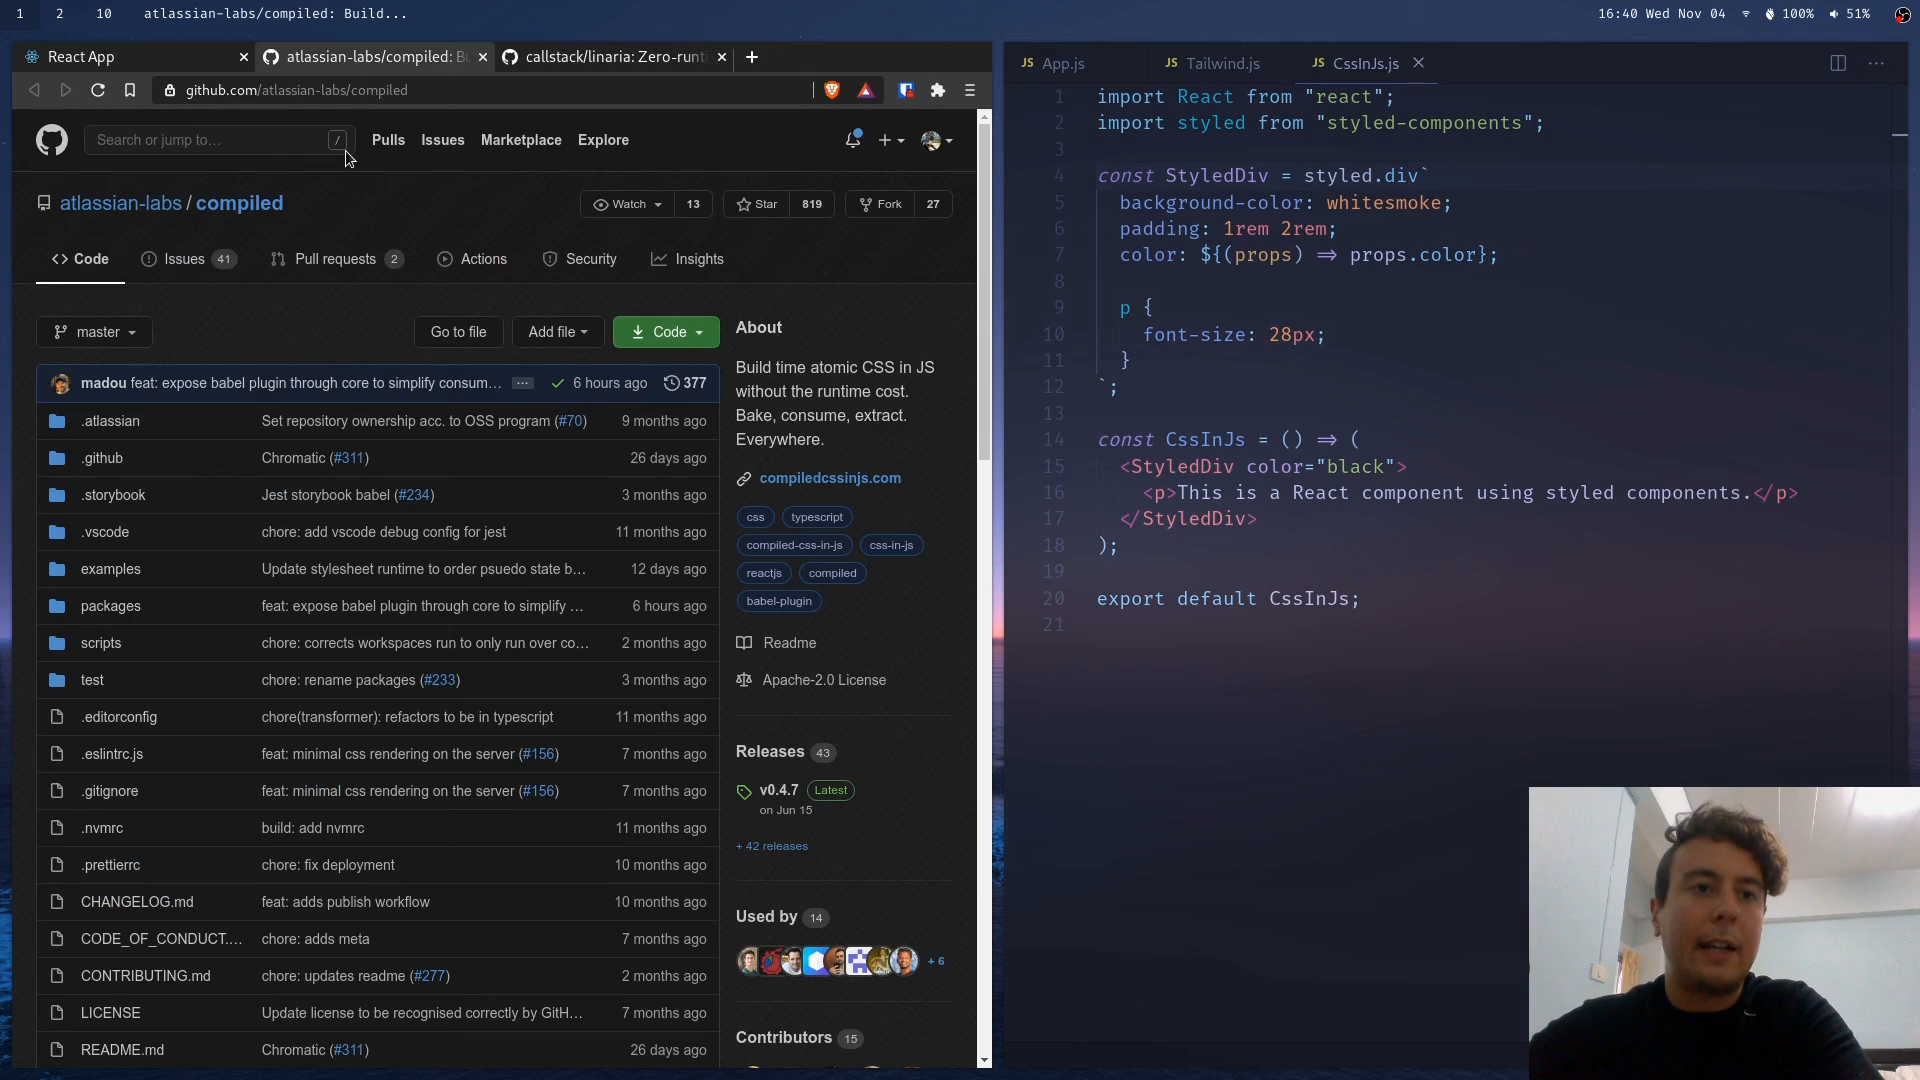 1 2 10 atlassian-labs/compiled: Build...
16:40 Wed Nov 04 100% 51%
React App
atlassian-labs/compiled: B
callstack/linaria: Zero-runt
github.com/atlassian-labs/compiled
Search or jump to…
/
Pulls Issues Marketplace Explore
atlassian-labs / compiled
Watch 13
Star 819
Fork 27
Code
Issues 41
Pull requests 2
Actions
Security
Insights
master
Go to file
Add file
Code
madou feat: expose babel plugin through core to simplify consum… ... 6 hours ago 377
.atlassian Set repository ownership acc. to OSS program (#70) 9 months ago
.github Chromatic (#311) 26 days ago
.storybook Jest storybook babel (#234) 3 months ago
.vscode chore: add vscode debug config for jest 11 months ago
examples Update stylesheet runtime to order psuedo state b… 12 days ago
packages feat: expose babel plugin through core to simplify … 6 hours ago
scripts chore: corrects workspaces run to only run over co… 2 months ago
test chore: rename packages (#233) 3 months ago
.editorconfig chore(transformer): refactors to be in typescript 11 months ago
.eslintrc.js feat: minimal css rendering on the server (#156) 7 months ago
.gitignore feat: minimal css rendering on the server (#156) 7 months ago
.nvmrc build: add nvmrc 11 months ago
.prettierrc chore: fix deployment 10 months ago
CHANGELOG.md feat: adds publish workflow 10 months ago
CODE_OF_CONDUCT.… chore: adds meta 7 months ago
CONTRIBUTING.md chore: updates readme (#277) 2 months ago
LICENSE Update license to be recognised correctly by GitH… 7 months ago
README.md Chromatic (#311) 26 days ago
About
Build time atomic CSS in JS
without the runtime cost.
Bake, consume, extract.
Everywhere.
compiledcssinjs.com
css typescript
compiled-css-in-js css-in-js
reactjs compiled
babel-plugin
Readme
Apache-2.0 License
Releases 43
v0.4.7 Latest
on Jun 15
+ 42 releases
Used by 14
+ 6
Contributors 15
JS App.js JS Tailwind.js JS CssInJs.js
1 import React from "react";
2 import styled from "styled-components";
3
4 const StyledDiv = styled.div`
5 background-color: whitesmoke;
6 padding: 1rem 2rem;
7 color: ${(props) => props.color};
8
9 p {
10 font-size: 28px;
11 }
12 `;
13
14 const CssInJs = () => (
15 <StyledDiv color="black">
16 <p>This is a React component using styled components.</p>
17 </StyledDiv>
18 );
19
20 export default CssInJs;
21